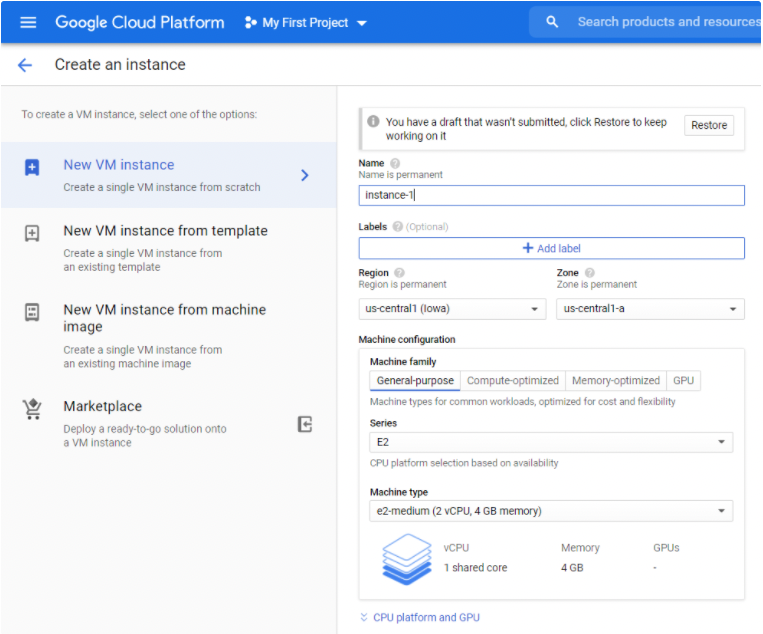 Google Cloud Platform
My First Project
Search products and resources
Create an instance
To create a VM instance, select one of the options:
New VM instance
Create a single VM instance from scratch
New VM instance from template
Create a single VM instance from
an existing template
New VM instance from machine
image
Create a single VM instance from
an existing machine image
Marketplace
Deploy a ready-to-go solution onto
a VM instance
You have a draft that wasn't submitted, click Restore to keep
working on it
Restore
Name
Name is permanent
instance-1
Labels (Optional)
Add label
Region
Region is permanent
us-central1 (Iowa)
Zone
Zone is permanent
us-central1-a
Machine configuration
Machine family
General-purpose Compute-optimized Memory-optimized GPU
Machine types for common workloads, optimized for cost and flexibility
Series
E2
CPU platform selection based on availability
Machine type
e2-medium (2 vCPU, 4 GB memory)
vCPU Memory GPUs
1 shared core 4 GB -
CPU platform and GPU